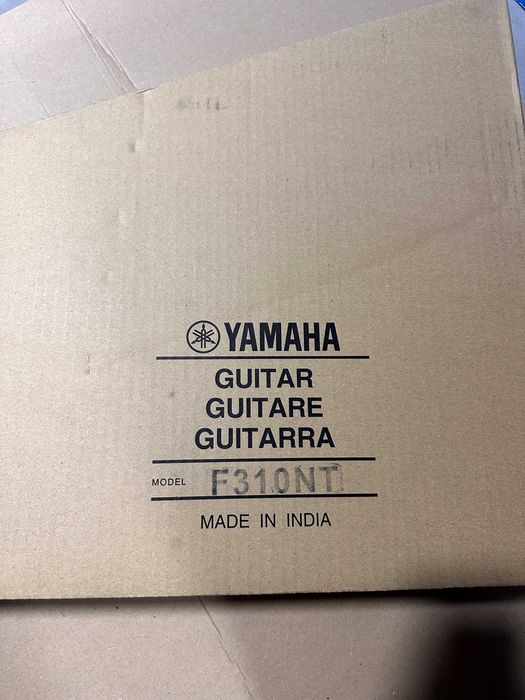 YAMAHA
GUITAR
GUITARE
GUITARRA
MODEL F310NT
MADE IN INDIA